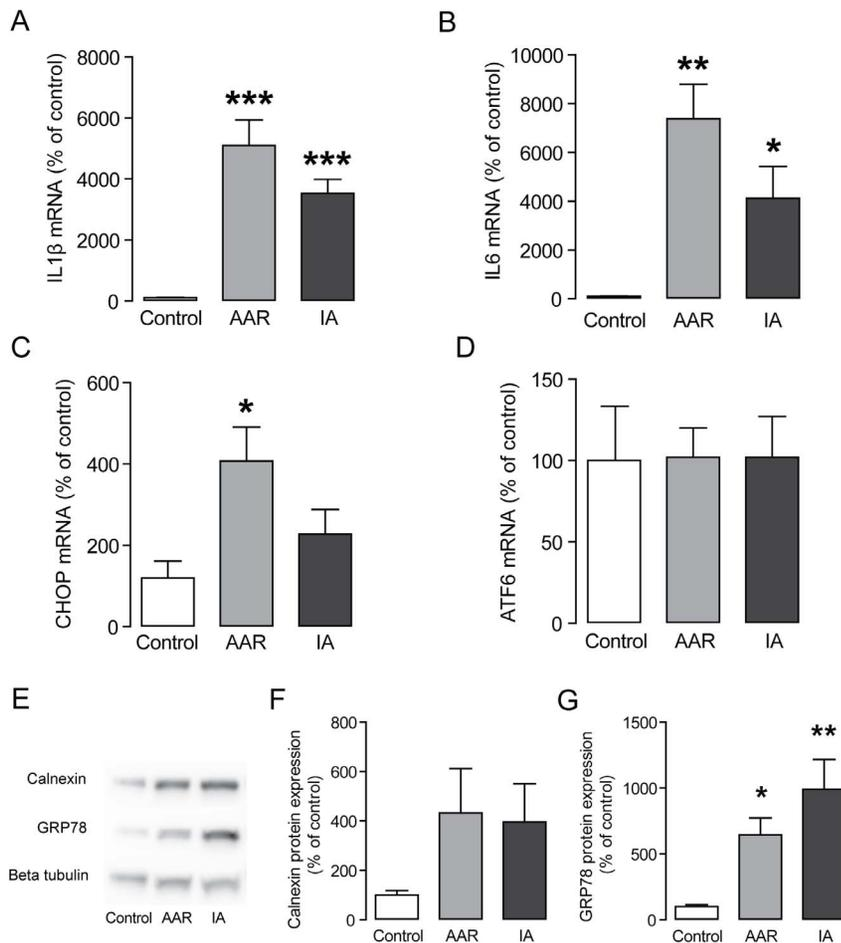 A
IL1β mRNA (% of control)
8000
6000
4000
2000
0
***
***
Control AAR IA
B
IL6 mRNA (% of control)
10000
8000
6000
4000
2000
0
**
*
Control AAR IA
C
CHOP mRNA (% of control)
600
400
200
0
*
Control AAR IA
D
ATF6 mRNA (% of control)
150
100
50
0
Control AAR IA
E
Calnexin
GRP78
Beta tubulin
Control AAR IA
F
Calnexin protein expression
(% of control)
800
600
400
200
0
Control AAR IA
G
GRP78 protein expression
(% of control)
1500
1000
500
0
*
**
Control AAR IA